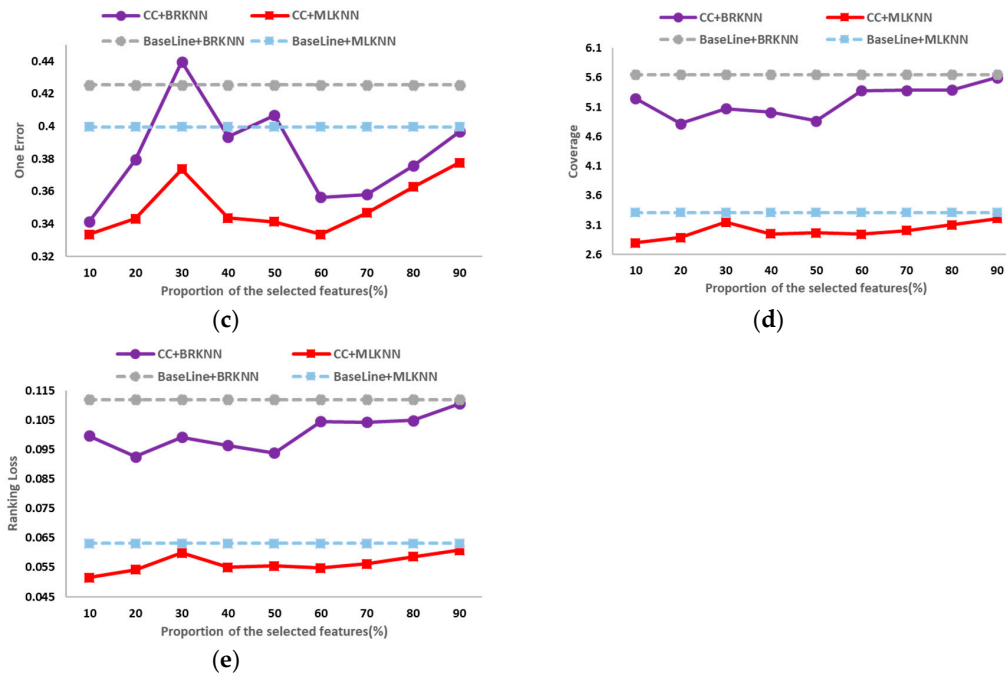 CC+BRKNN CC+MLKNN
BaseLine+BRKNN BaseLine+MLKNN
0.44
0.42
0.4
0.38
0.36
0.34
0.32
One Error
10 20 30 40 50 60 70 80 90
Proportion of the selected features(%)
(c)
CC+BRKNN CC+MLKNN
BaseLine+BRKNN BaseLine+MLKNN
6.1
5.6
5.1
4.6
4.1
3.6
3.1
2.6
Coverage
10 20 30 40 50 60 70 80 90
Proportion of the selected features(%)
(d)
CC+BRKNN CC+MLKNN
BaseLine+BRKNN BaseLine+MLKNN
0.115
0.105
0.095
0.085
0.075
0.065
0.055
0.045
Ranking Loss
10 20 30 40 50 60 70 80 90
Proportion of the selected features(%)
(e)